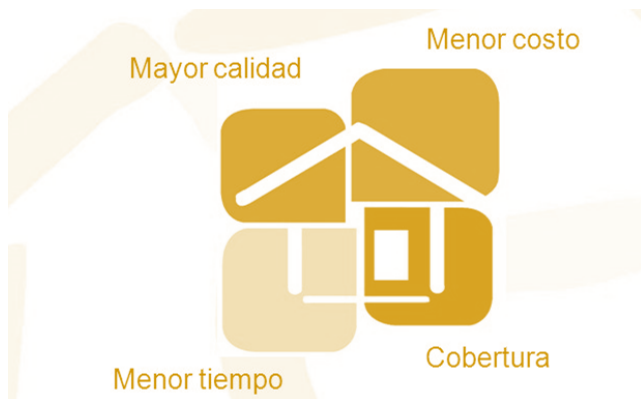 Menor costo
Mayor calidad
Cobertura
Menor tiempo